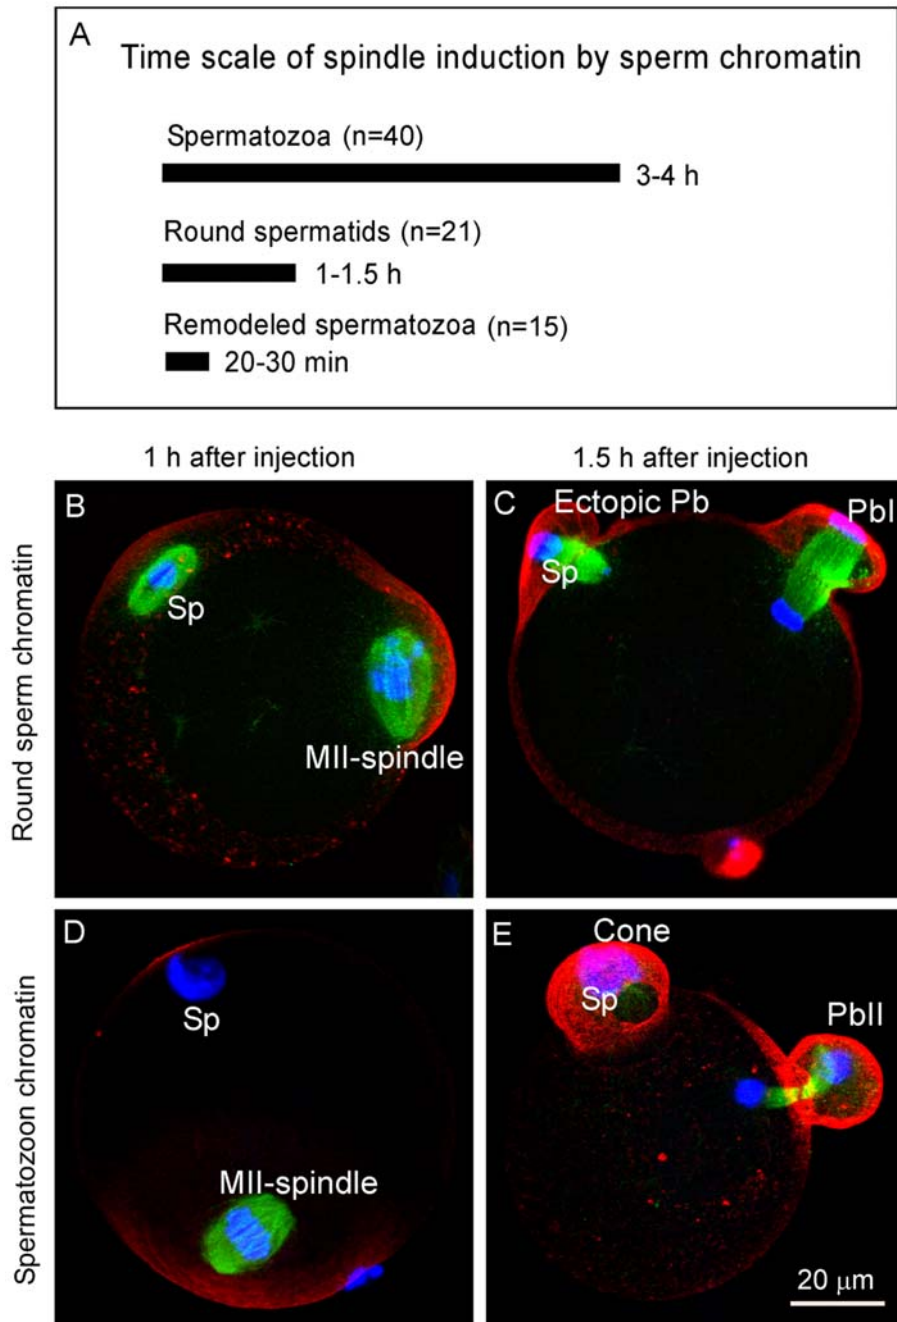 A
Time scale of spindle induction by sperm chromatin
Spermatozoa (n=40)
3-4 h
Round spermatids (n=21)
1-1.5 h
Remodeled spermatozoa (n=15)
20-30 min
1 h after injection
1.5 h after injection
Round sperm chromatin
B
Sp
MII-spindle
C
Ectopic Pb
PbI
Sp
Spermatozoon chromatin
D
Sp
MII-spindle
E
Cone
Sp
PbII
20 μm